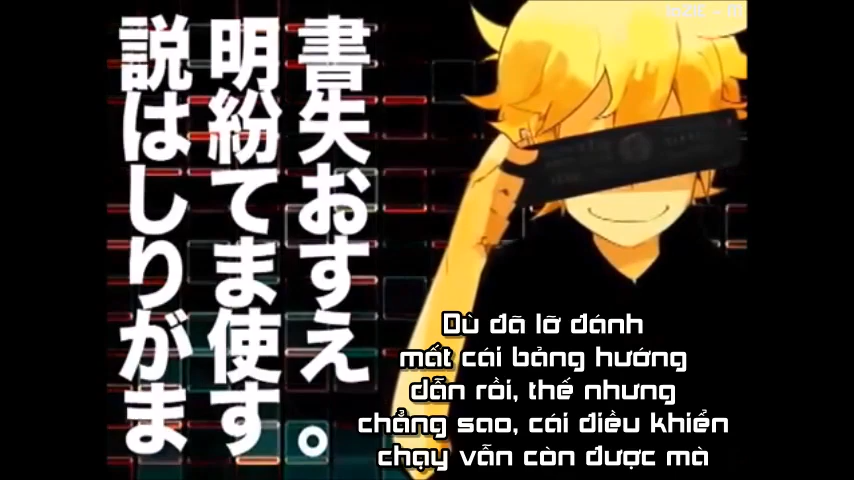 説明書
は紛失
してお
ります
が使え
ます。
Dù đã lỡ đánh
mất cái bảng hướng
dẫn rồi, thế nhưng
chẳng sao, cái điều khiển
chạy vẫn còn được mà